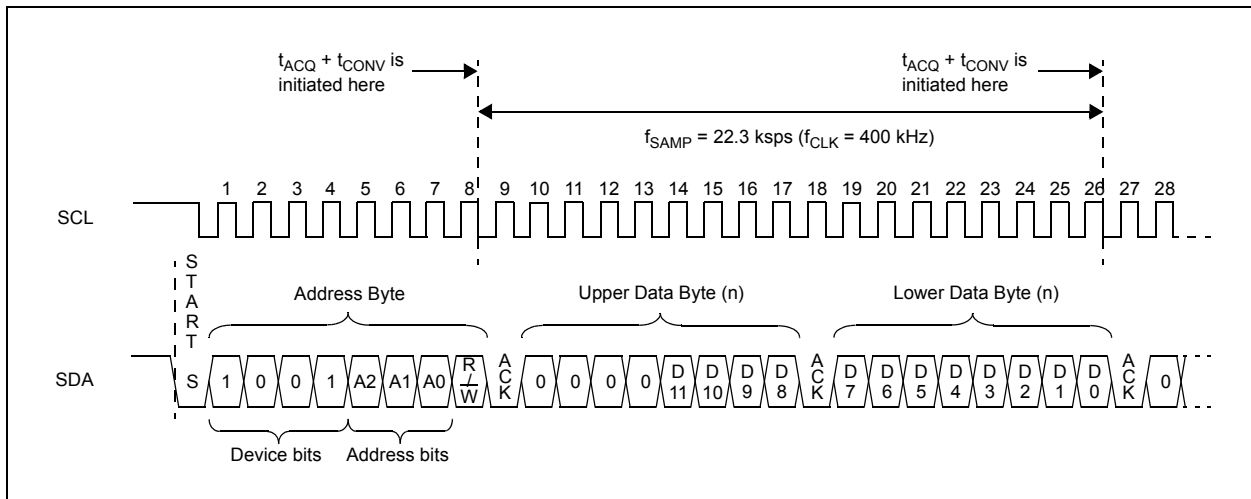 tACQ + tCONV is
initiated here
tACQ + tCONV is
initiated here
fSAMP = 22.3 ksps (fCLK = 400 kHz)
1 2 3 4 5 6 7 8 9 10 11 12 13 14 15 16 17 18 19 20 21 22 23 24 25 26 27 28
SCL
START
Address Byte
Upper Data Byte (n)
Lower Data Byte (n)
SDA
S 1 0 0 1 A2 A1 A0 R/W ACK 0 0 0 0 D11 D10 D9 D8 ACK D7 D6 D5 D4 D3 D2 D1 D0 ACK 0
Device bits
Address bits